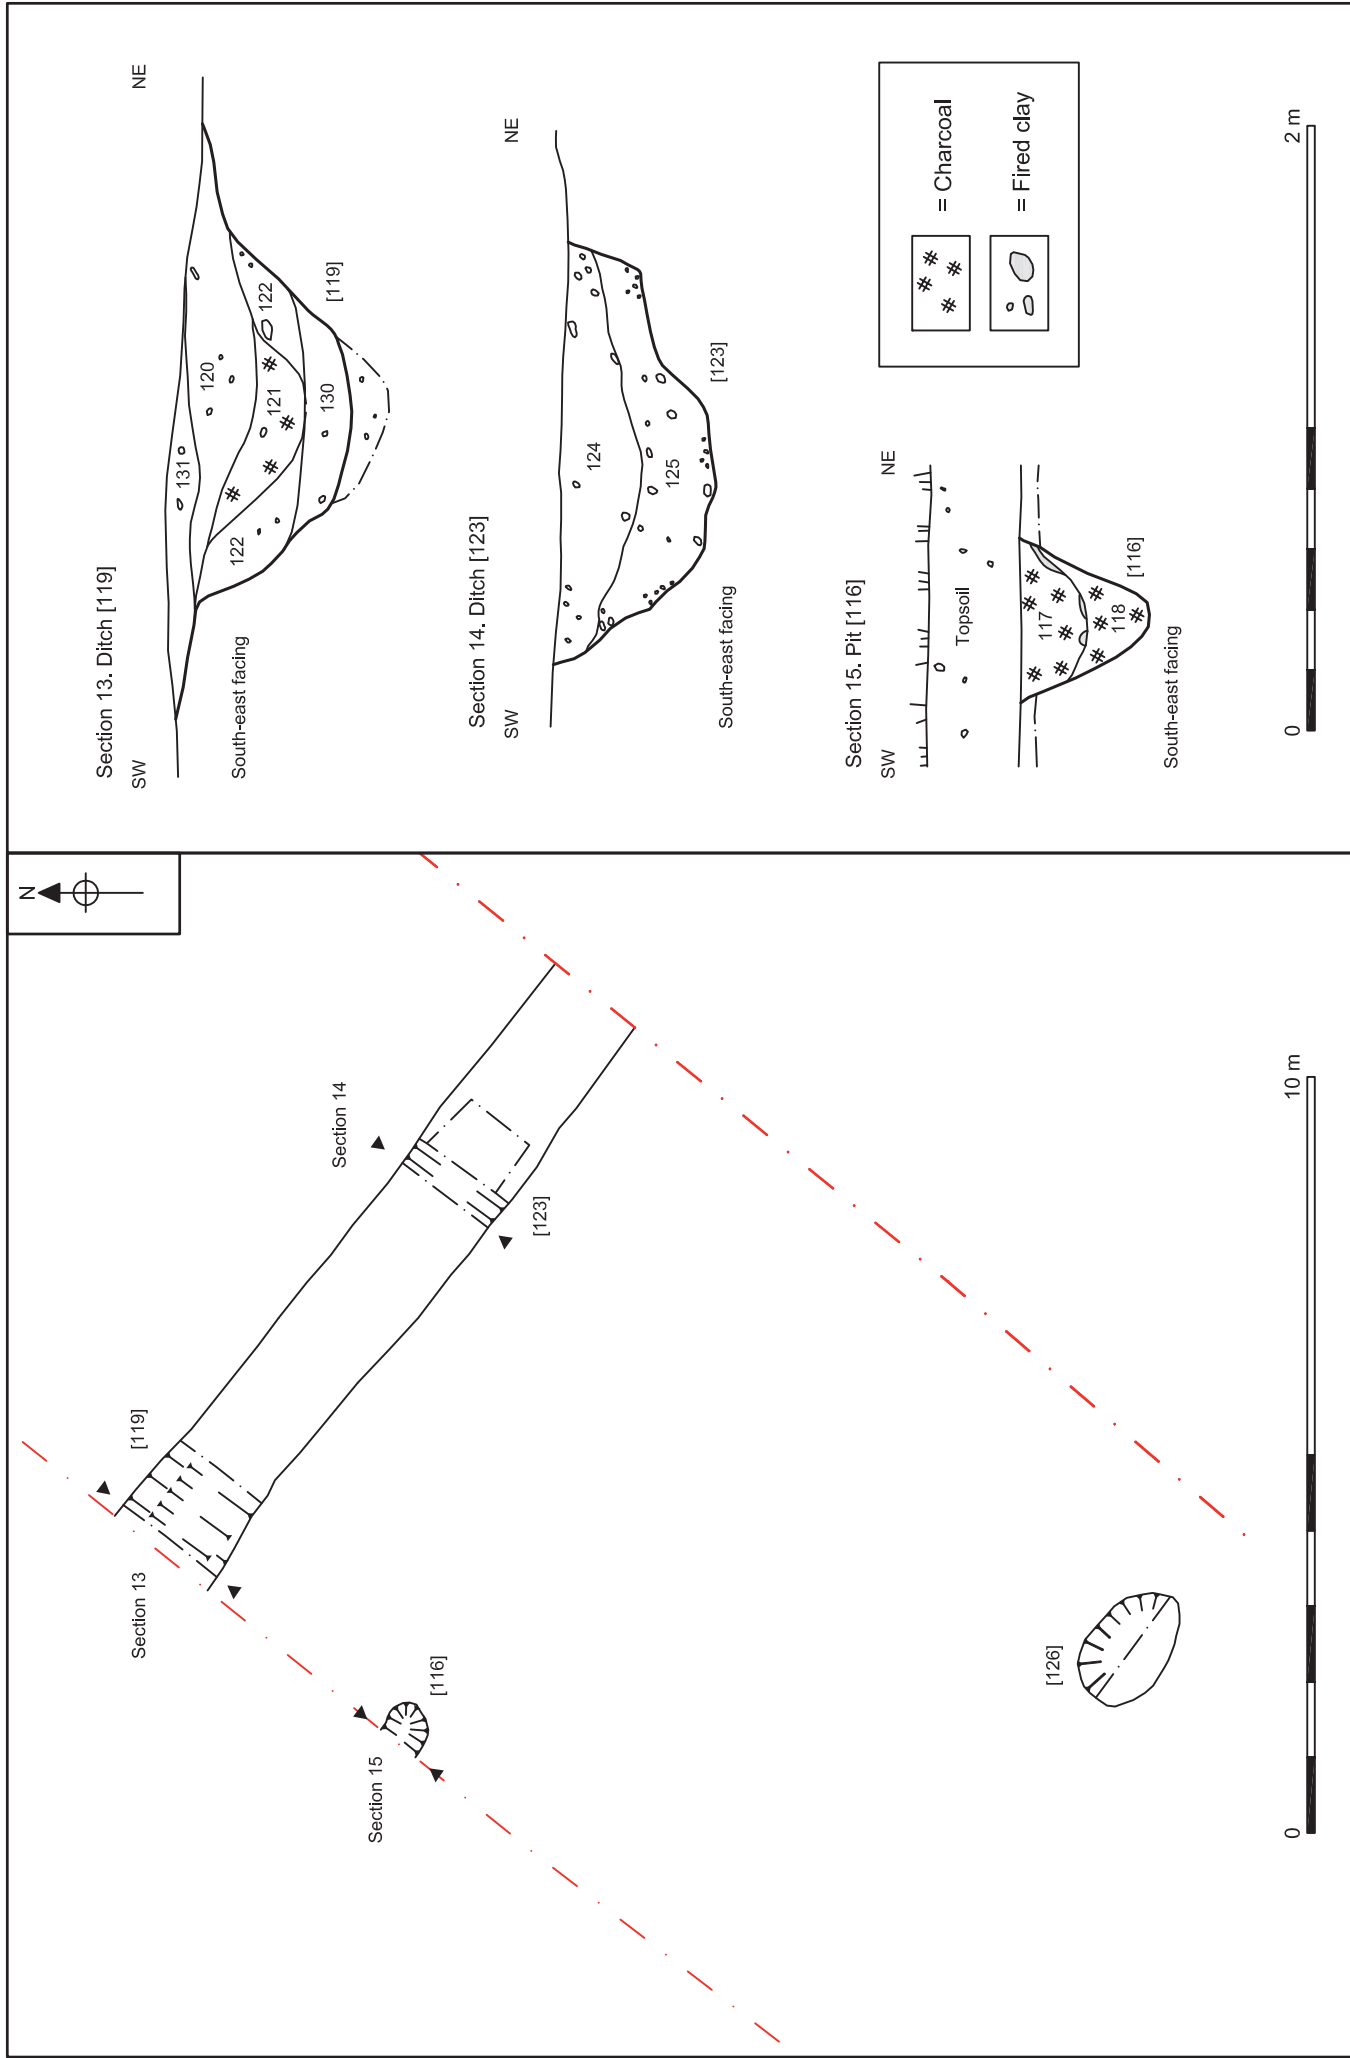 N
Section 13
[119]
Section 14
[123]
Section 15
[116]
[126]
0
10 m
Section 13. Ditch [119]
SW
NE
131
120
122
121
122
130
[119]
South-east facing
Section 14. Ditch [123]
SW
NE
124
125
[123]
South-east facing
Section 15. Pit [116]
SW
NE
Topsoil
117
118
[116]
South-east facing
= Charcoal
= Fired clay
0
2 m